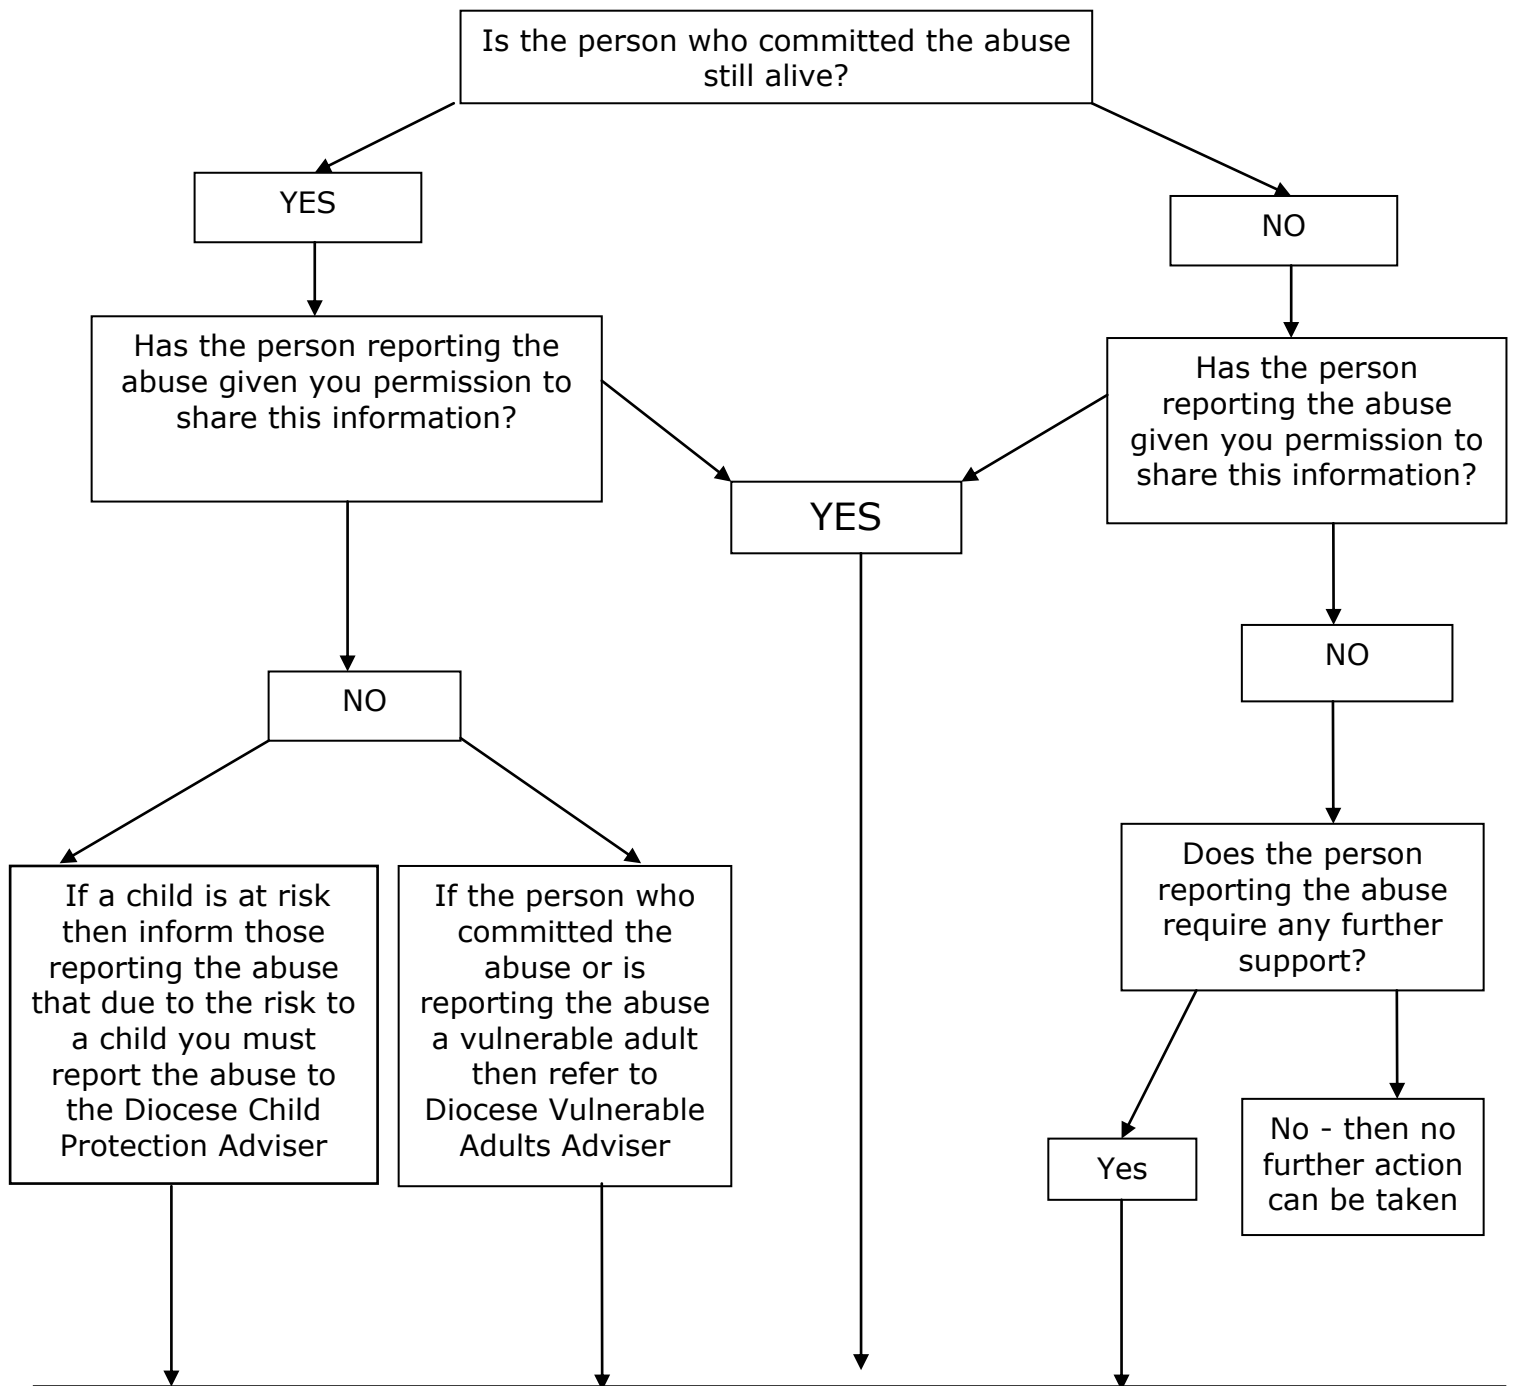 Is the person who committed the abuse
still alive?
YES
NO
Has the person reporting the
abuse given you permission to
share this information?
Has the person
reporting the abuse
given you permission to
share this information?
YES
NO
NO
If a child is at risk
then inform those
reporting the abuse
that due to the risk to
a child you must
report the abuse to
the Diocese Child
Protection Adviser
If the person who
committed the
abuse or is
reporting the abuse
a vulnerable adult
then refer to
Diocese Vulnerable
Adults Adviser
Does the person
reporting the abuse
require any further
support?
Yes
No - then no
further action
can be taken